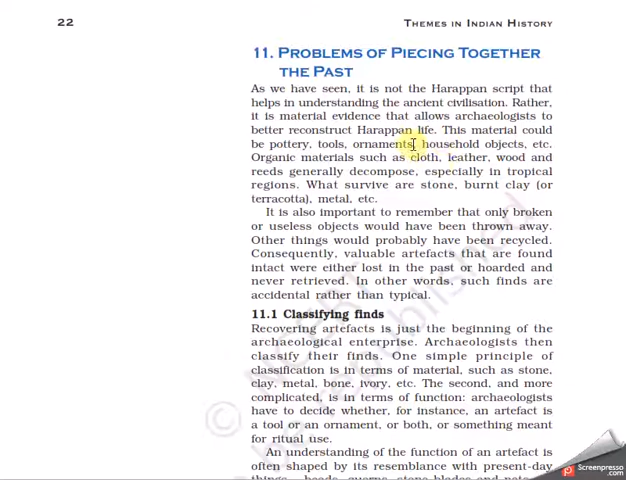 22
THEMES IN INDIAN HISTORY
11. PROBLEMS OF PIECING TOGETHER
THE PAST
As we have seen, it is not the Harappan script that
helps in understanding the ancient civilisation. Rather,
it is material evidence that allows archaeologists to
better reconstruct Harappan life. This material could
be pottery, tools, ornaments, household objects, etc.
Organic materials such as cloth, leather, wood and
reeds generally decompose, especially in tropical
regions. What survive are stone, burnt clay (or
terracotta), metal, etc.
It is also important to remember that only broken
or useless objects would have been thrown away.
Other things would probably have been recycled.
Consequently, valuable artefacts that are found
intact were either lost in the past or hoarded and
never retrieved. In other words, such finds are
accidental rather than typical.
11.1 Classifying finds
Recovering artefacts is just the beginning of the
archaeological enterprise. Archaeologists then
classify their finds. One simple principle of
classification is in terms of material, such as stone,
clay, metal, bone, ivory, etc. The second, and more
complicated, is in terms of function: archaeologists
have to decide whether, for instance, an artefact is
a tool or an ornament, or both, or something meant
for ritual use.
An understanding of the function of an artefact is
often shaped by its resemblance with present-day
things – beads, querns, stone blades and pots
© NCERT
be republished
Screenpresso